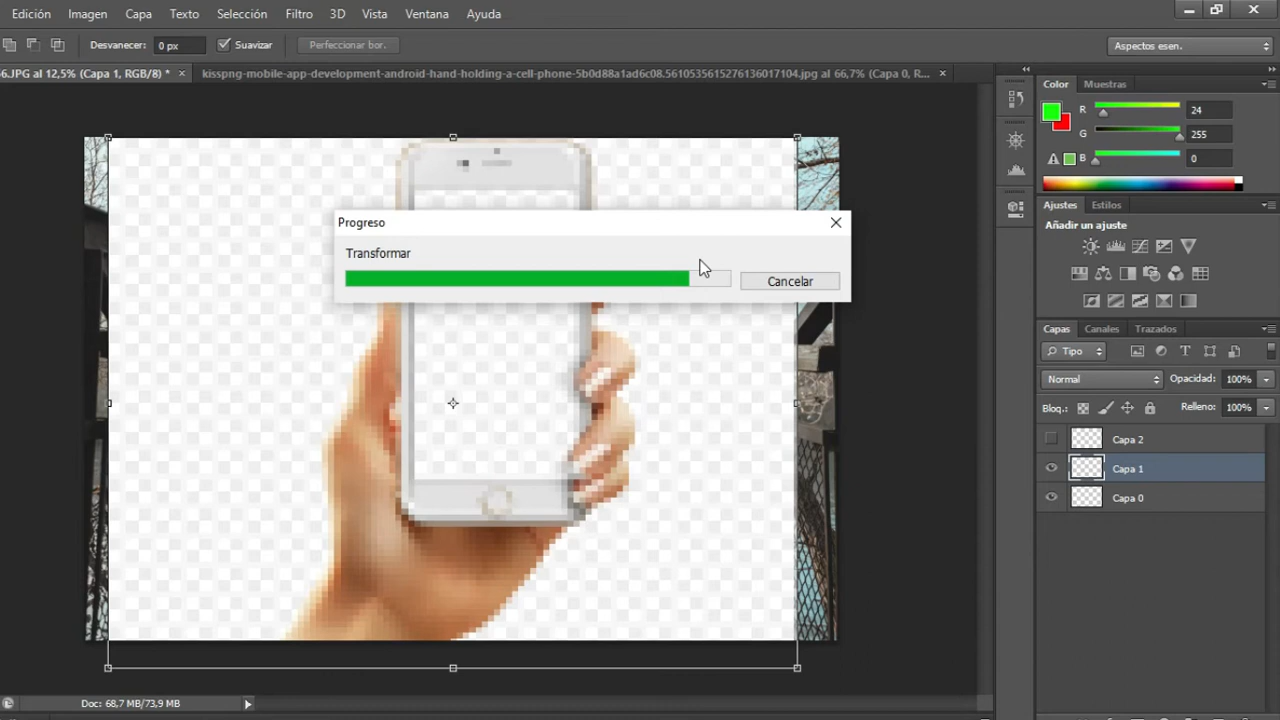 Edición Imagen Capa Texto Selección Filtro 3D Vista Ventana Ayuda
Desvanecer: 0 px Suavizar Perfeccionar bor. Aspectos esen.
6.JPG al 12,5% (Capa 1, RGB/8) * × kisspng-mobile-app-development-android-hand-holding-a-cell-phone-5b0d88a1ad6c08.5610535615276136017104.jpg al 66,7% (Capa 0, R... ×
Color Muestras
R 24
G 255
B 0
Progreso
Transformar
Cancelar
Ajustes Estilos
Añadir un ajuste
Capas Canales Trazados
Tipo
Normal Opacidad: 100%
Bloq.: Relleno: 100%
Capa 2
Capa 1
Capa 0
Doc: 68,7 MB/73,9 MB